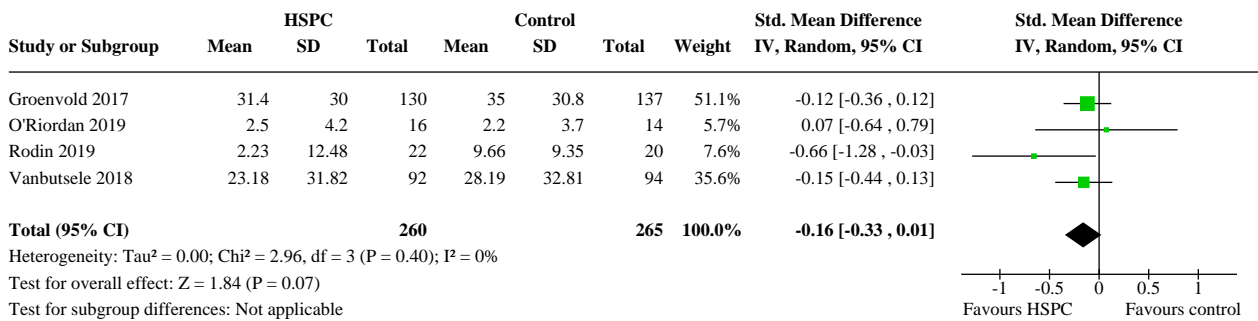 HSPC Control Std. Mean Difference Std. Mean Difference
Study or Subgroup Mean SD Total Mean SD Total Weight IV, Random, 95% CI IV, Random, 95% CI
Groenvold 2017 31.4 30 130 35 30.8 137 51.1% -0.12 [-0.36 , 0.12]
O'Riordan 2019 2.5 4.2 16 2.2 3.7 14 5.7% 0.07 [-0.64 , 0.79]
Rodin 2019 2.23 12.48 22 9.66 9.35 20 7.6% -0.66 [-1.28 , -0.03]
Vanbutsele 2018 23.18 31.82 92 28.19 32.81 94 35.6% -0.15 [-0.44 , 0.13]
Total (95% CI) 260 265 100.0% -0.16 [-0.33 , 0.01]
Heterogeneity: Tau² = 0.00; Chi² = 2.96, df = 3 (P = 0.40); I² = 0%
Test for overall effect: Z = 1.84 (P = 0.07) -1 -0.5 0 0.5 1
Test for subgroup differences: Not applicable Favours HSPC Favours control